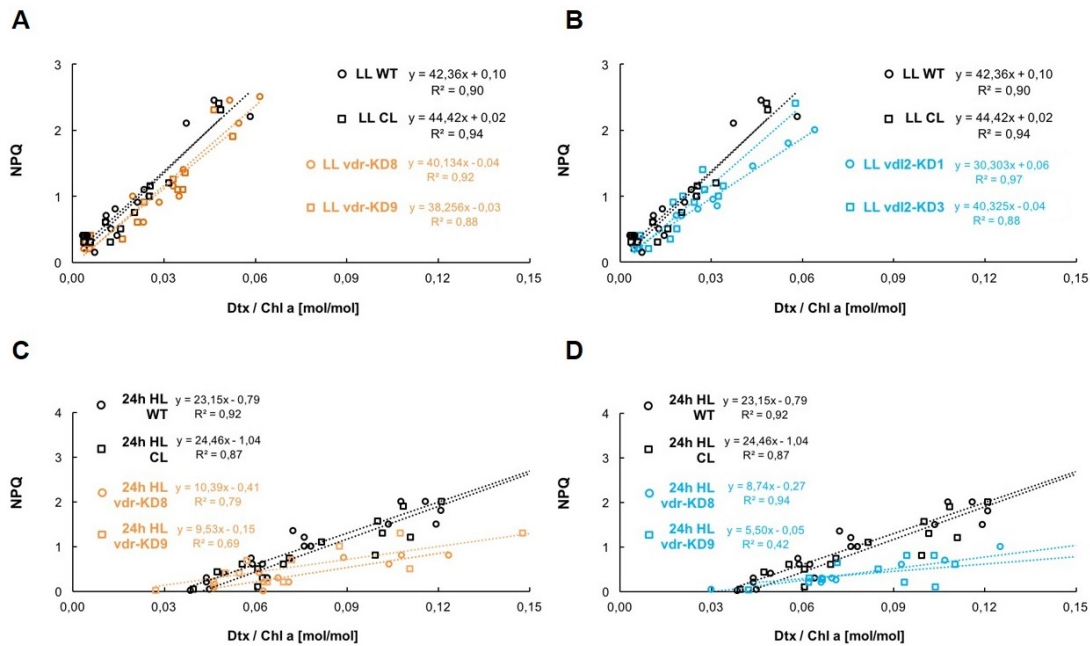 A
NPQ
3
2
1
0
LL WT y = 42,36x + 0,10
R² = 0,90
LL CL y = 44,42x + 0,02
R² = 0,94
LL vdr-KD8 y = 40,134x - 0,04
R² = 0,92
LL vdr-KD9 y = 38,256x - 0,03
R² = 0,88
0,00 0,03 0,06 0,09 0,12 0,15
Dtx / Chl a [mol/mol]
B
NPQ
3
2
1
0
LL WT y = 42,36x + 0,10
R² = 0,90
LL CL y = 44,42x + 0,02
R² = 0,94
LL vdl2-KD1 y = 30,303x + 0,06
R² = 0,97
LL vdl2-KD3 y = 40,325x - 0,04
R² = 0,88
0,00 0,03 0,06 0,09 0,12 0,15
Dtx / Chl a [mol/mol]
C
NPQ
4
3
2
1
0
24h HL y = 23,15x - 0,79
WT R² = 0,92
24h HL y = 24,46x - 1,04
CL R² = 0,87
24h HL y = 10,39x - 0,41
vdr-KD8 R² = 0,79
24h HL y = 9,53x - 0,15
vdr-KD9 R² = 0,69
0,00 0,03 0,06 0,09 0,12 0,15
Dtx / Chl a [mol/mol]
D
NPQ
4
3
2
1
0
24h HL y = 23,15x - 0,79
WT R² = 0,92
24h HL y = 24,46x - 1,04
CL R² = 0,87
24h HL y = 8,74x - 0,27
vdr-KD8 R² = 0,94
24h HL y = 5,50x - 0,05
vdr-KD9 R² = 0,42
0,00 0,03 0,06 0,09 0,12 0,15
Dtx / Chl a [mol/mol]